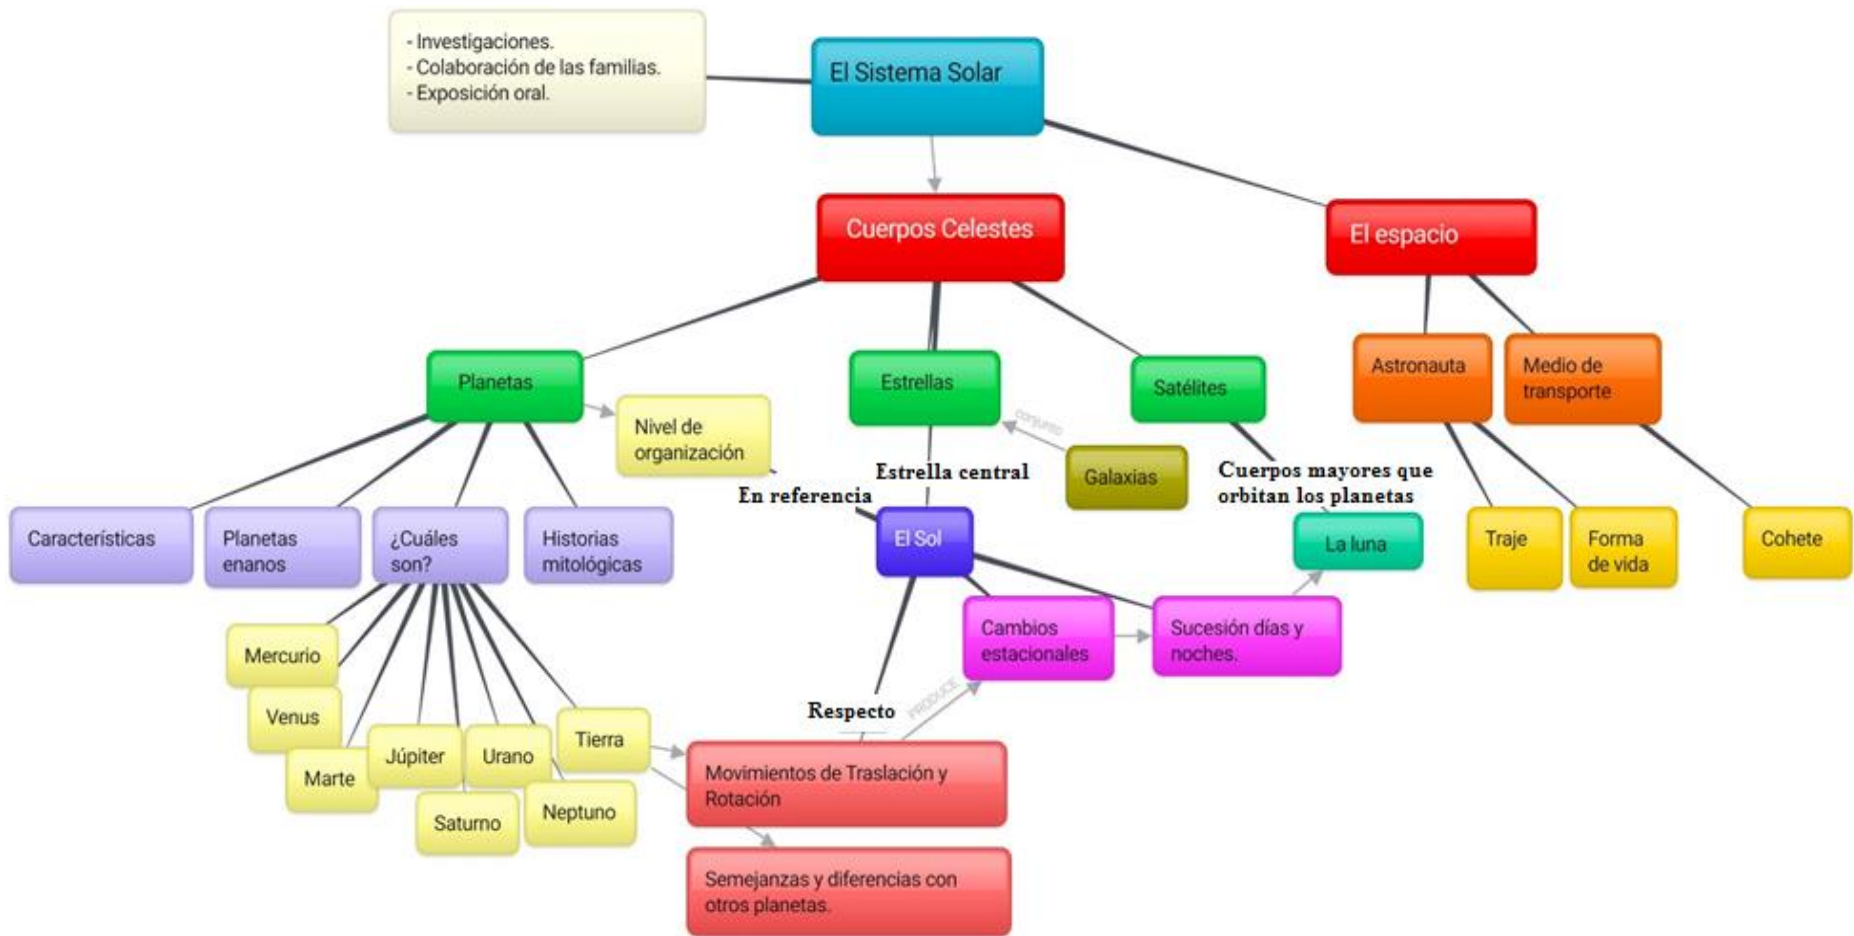 - Investigaciones.
- Colaboración de las familias.
- Exposición oral.
El Sistema Solar
Cuerpos Celestes
El espacio
Planetas
Estrellas
Satélites
Astronauta
Medio de
transporte
Nivel de
organización
conjunto
Galaxias
Estrella central
En referencia
Cuerpos mayores que
orbitan los planetas
Características
Planetas
enanos
¿Cuáles
son?
Historias
mitológicas
El Sol
La luna
Traje
Forma
de vida
Cohete
Mercurio
Venus
Marte
Júpiter
Saturno
Urano
Neptuno
Tierra
Cambios
estacionales
Sucesión días y
noches.
Respecto
PRODUCE
Movimientos de Traslación y
Rotación
Semejanzas y diferencias con
otros planetas.